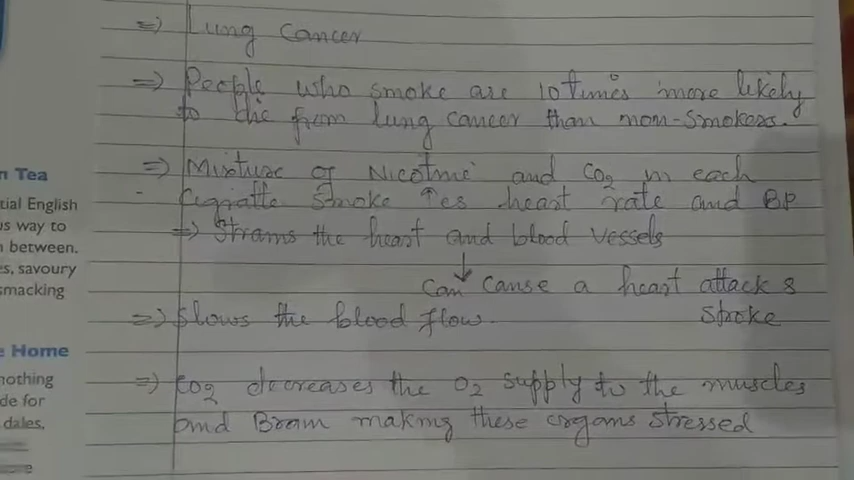 => Lung cancer
=> People who smoke are 10 times more likely
to die from lung cancer than non-smokers.
=> Mixture of Nicotine and CO2 in each
Cigratte smoke ↑es heart rate and BP
=> Strains the heart and blood vessels
↓
Can cause a heart attack &
stroke
=> Slows the blood flow.
=> CO2 decreases the O2 supply to the muscles
and Brain making these organs stressed
n Tea
tial English
s way to
between.
s, savoury
smacking
e Home
nothing
de for
dales,